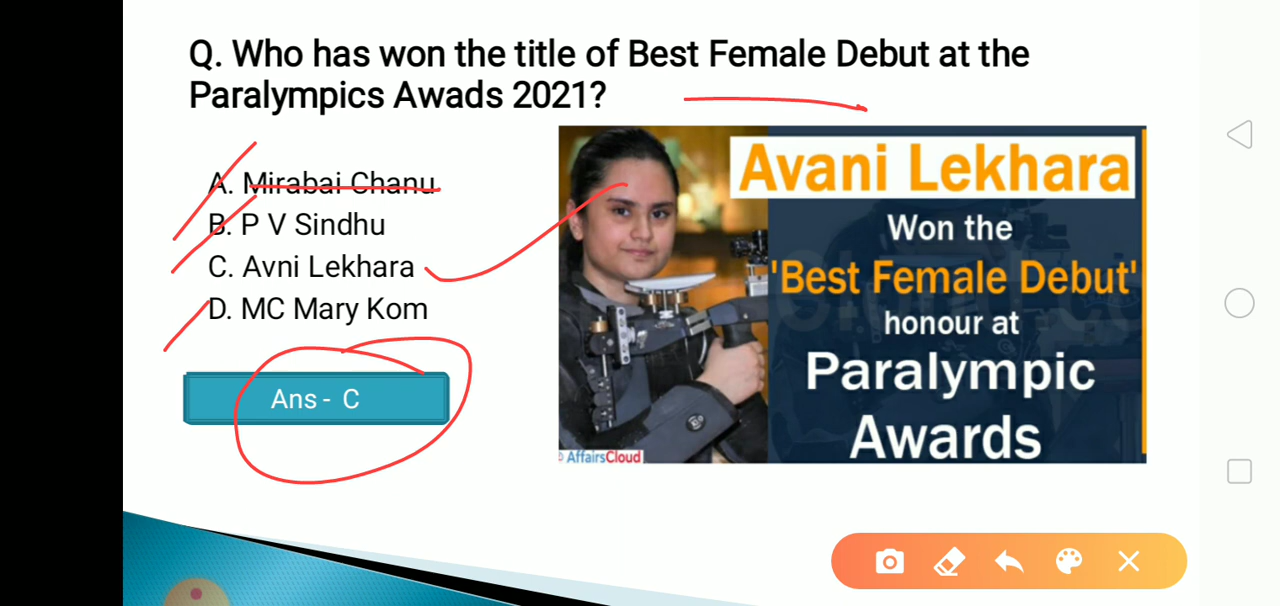 Q. Who has won the title of Best Female Debut at the
Paralympics Awads 2021?
A. Mirabai Chanu
B. P V Sindhu
C. Avni Lekhara
D. MC Mary Kom
Ans - C
Avani Lekhara
Won the
'Best Female Debut'
honour at
Paralympic
Awards
© AffairsCloud